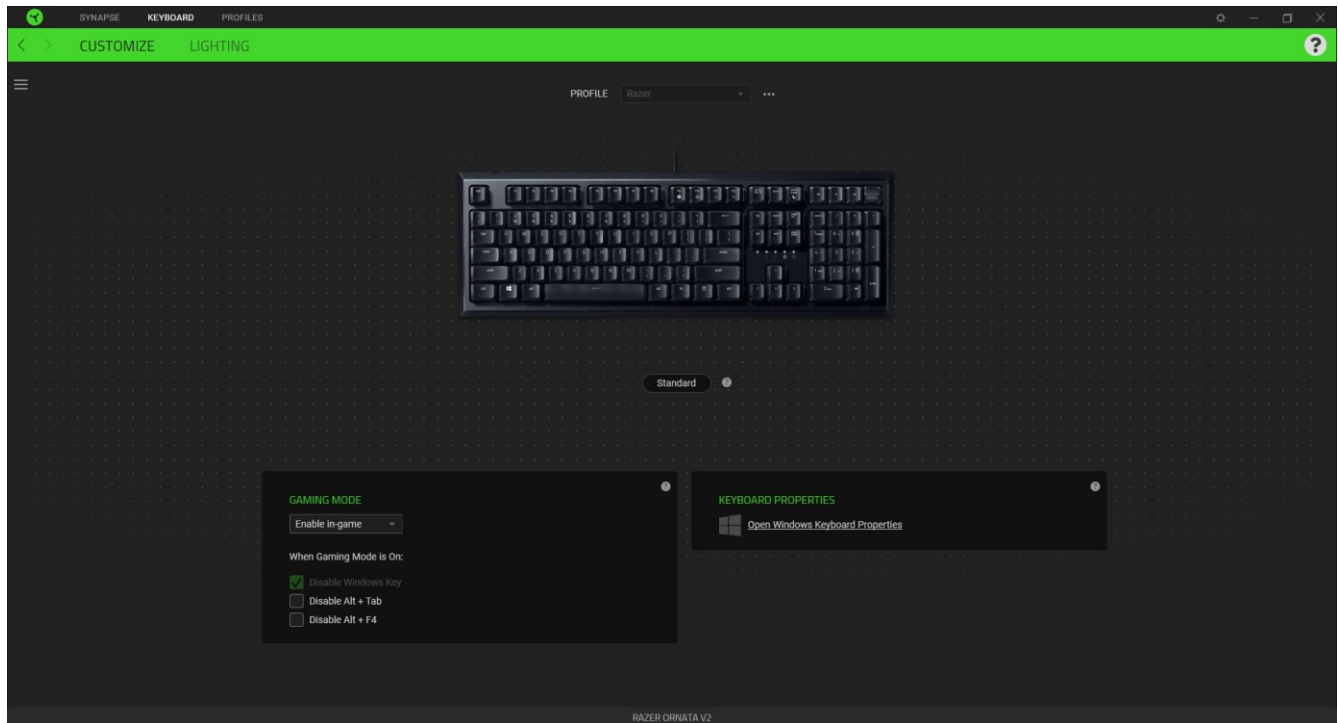 SYNAPSE KEYBOARD PROFILES
CUSTOMIZE LIGHTING
?
PROFILE Razer
Standard ?
?
GAMING MODE
Enable in-game
When Gaming Mode is On:
Disable Windows Key
Disable Alt + Tab
Disable Alt + F4
?
KEYBOARD PROPERTIES
Open Windows Keyboard Properties
RAZER ORNATA V2